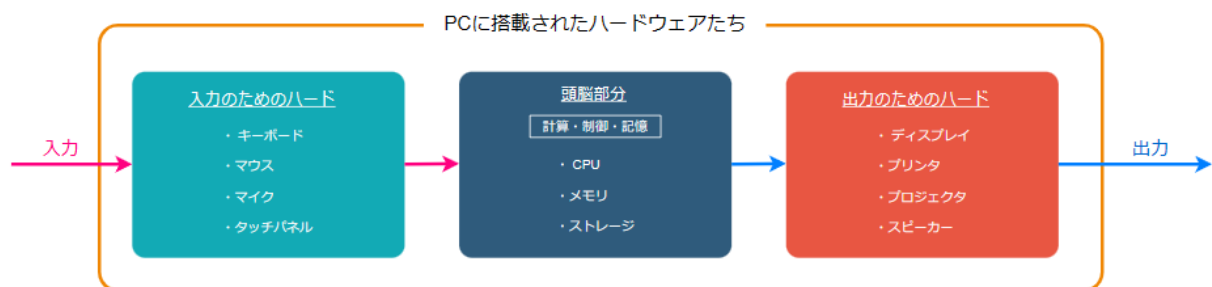 PCに搭載されたハードウェアたち
入力
入力のためのハード
・キーボード
・マウス
・マイク
・タッチパネル
頭脳部分
計算・制御・記憶
・CPU
・メモリ
・ストレージ
出力のためのハード
・ディスプレイ
・プリンタ
・プロジェクタ
・スピーカー
出力